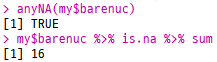 > anyNA(my$barenuc)
[1] TRUE
> my$barenuc %>% is.na %>% sum
[1] 16